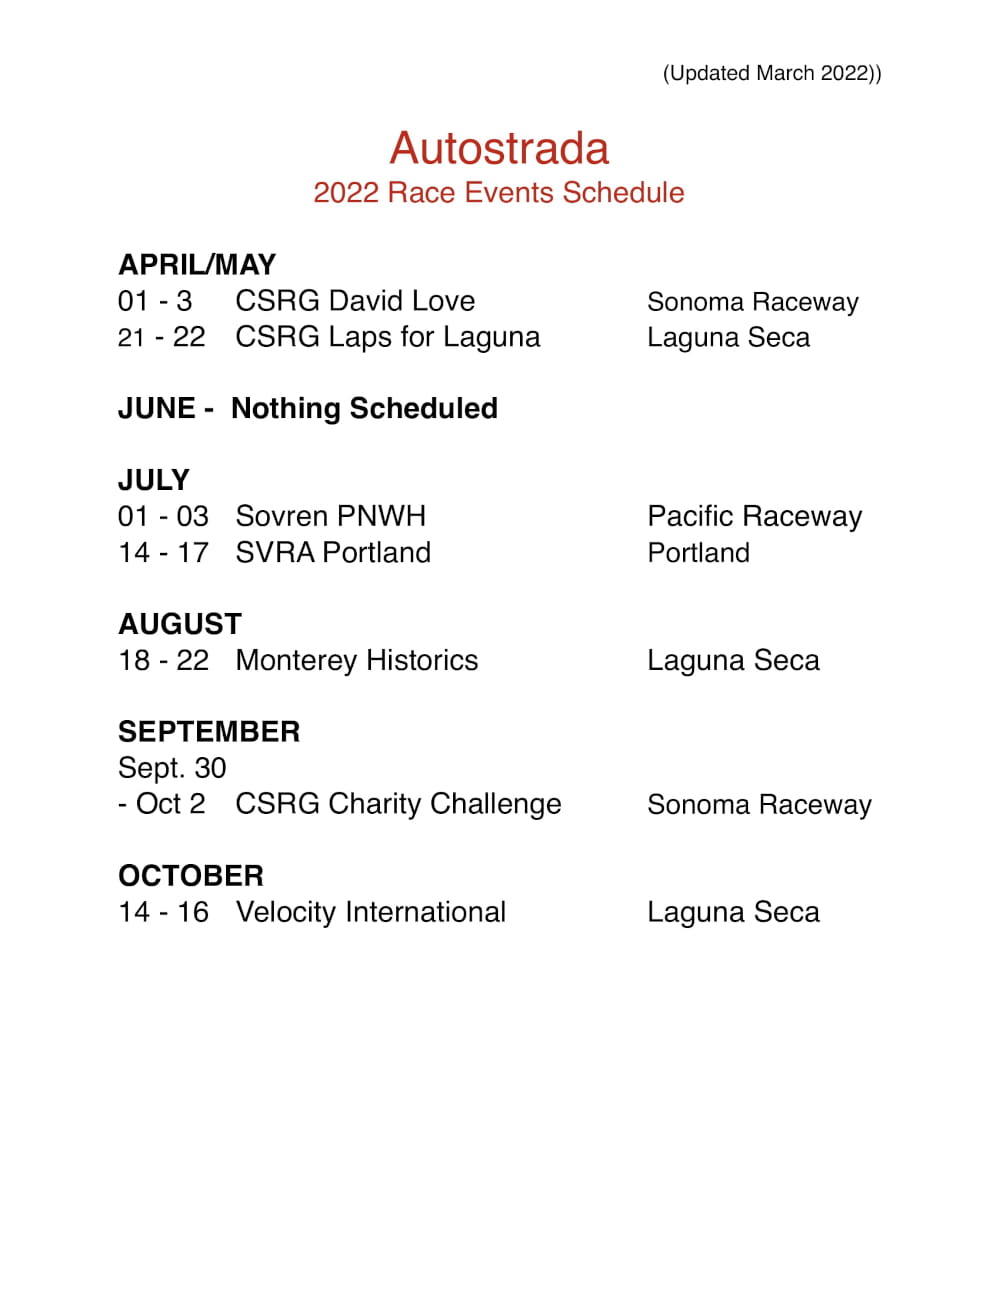 (Updated March 2022))
Autostrada
2022 Race Events Schedule
APRIL/MAY
01 - 3 CSRG David Love Sonoma Raceway
21 - 22 CSRG Laps for Laguna Laguna Seca
JUNE - Nothing Scheduled
JULY
01 - 03 Sovren PNWH Pacific Raceway
14 - 17 SVRA Portland Portland
AUGUST
18 - 22 Monterey Historics Laguna Seca
SEPTEMBER
Sept. 30
- Oct 2 CSRG Charity Challenge Sonoma Raceway
OCTOBER
14 - 16 Velocity International Laguna Seca